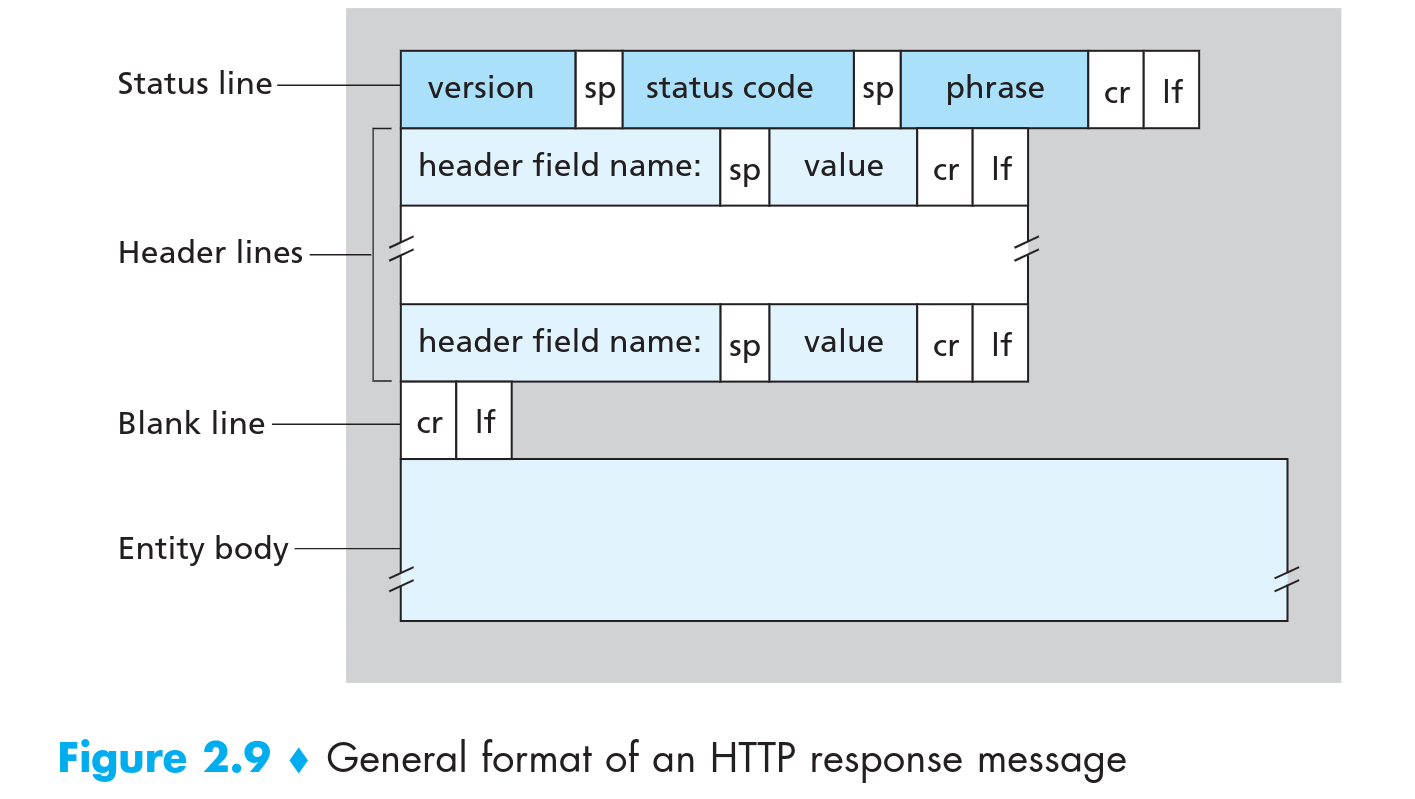 Status line version sp status code sp phrase cr lf
header field name: sp value cr lf
Header lines
header field name: sp value cr lf
Blank line cr lf
Entity body
Figure 2.9 ♦ General format of an HTTP response message